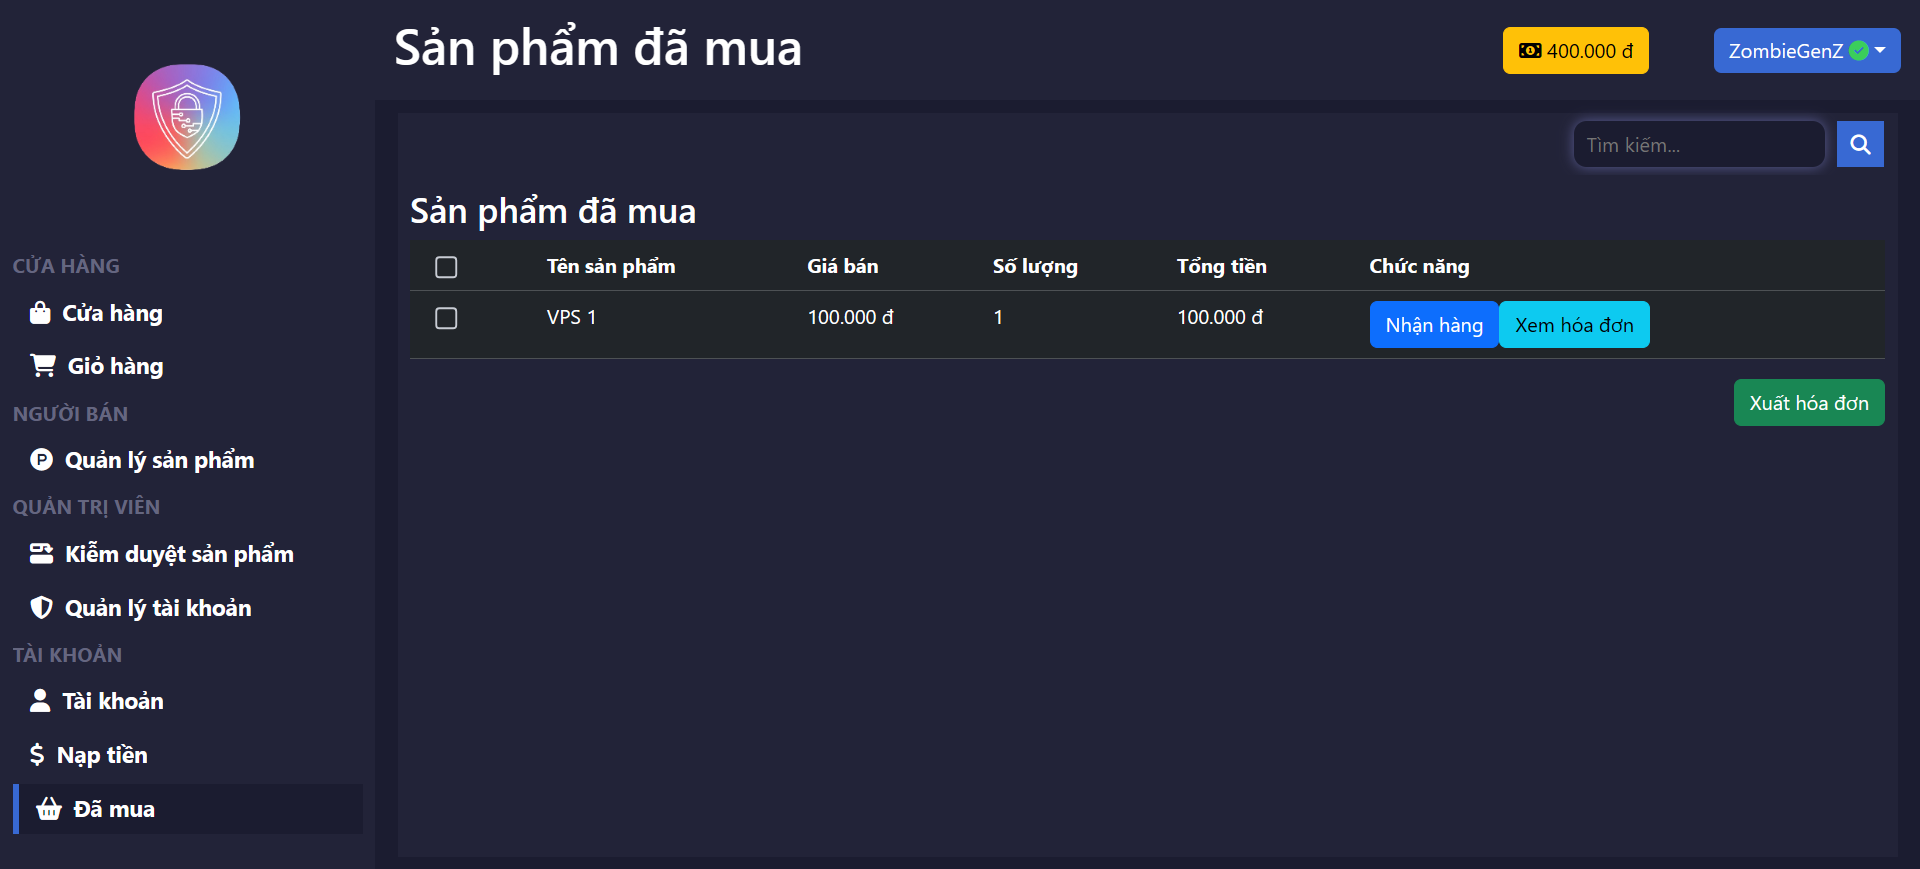 Sản phẩm đã mua
400.000 đ
ZombieGenZ
CỬA HÀNG
Cửa hàng
Giỏ hàng
NGƯỜI BÁN
Quản lý sản phẩm
QUẢN TRỊ VIÊN
Kiễm duyệt sản phẩm
Quản lý tài khoản
TÀI KHOẢN
Tài khoản
Nạp tiền
Đã mua
Tìm kiếm...
Sản phẩm đã mua
Tên sản phẩm Giá bán Số lượng Tổng tiền Chức năng
VPS 1 100.000 đ 1 100.000 đ Nhận hàng Xem hóa đơn
Xuất hóa đơn